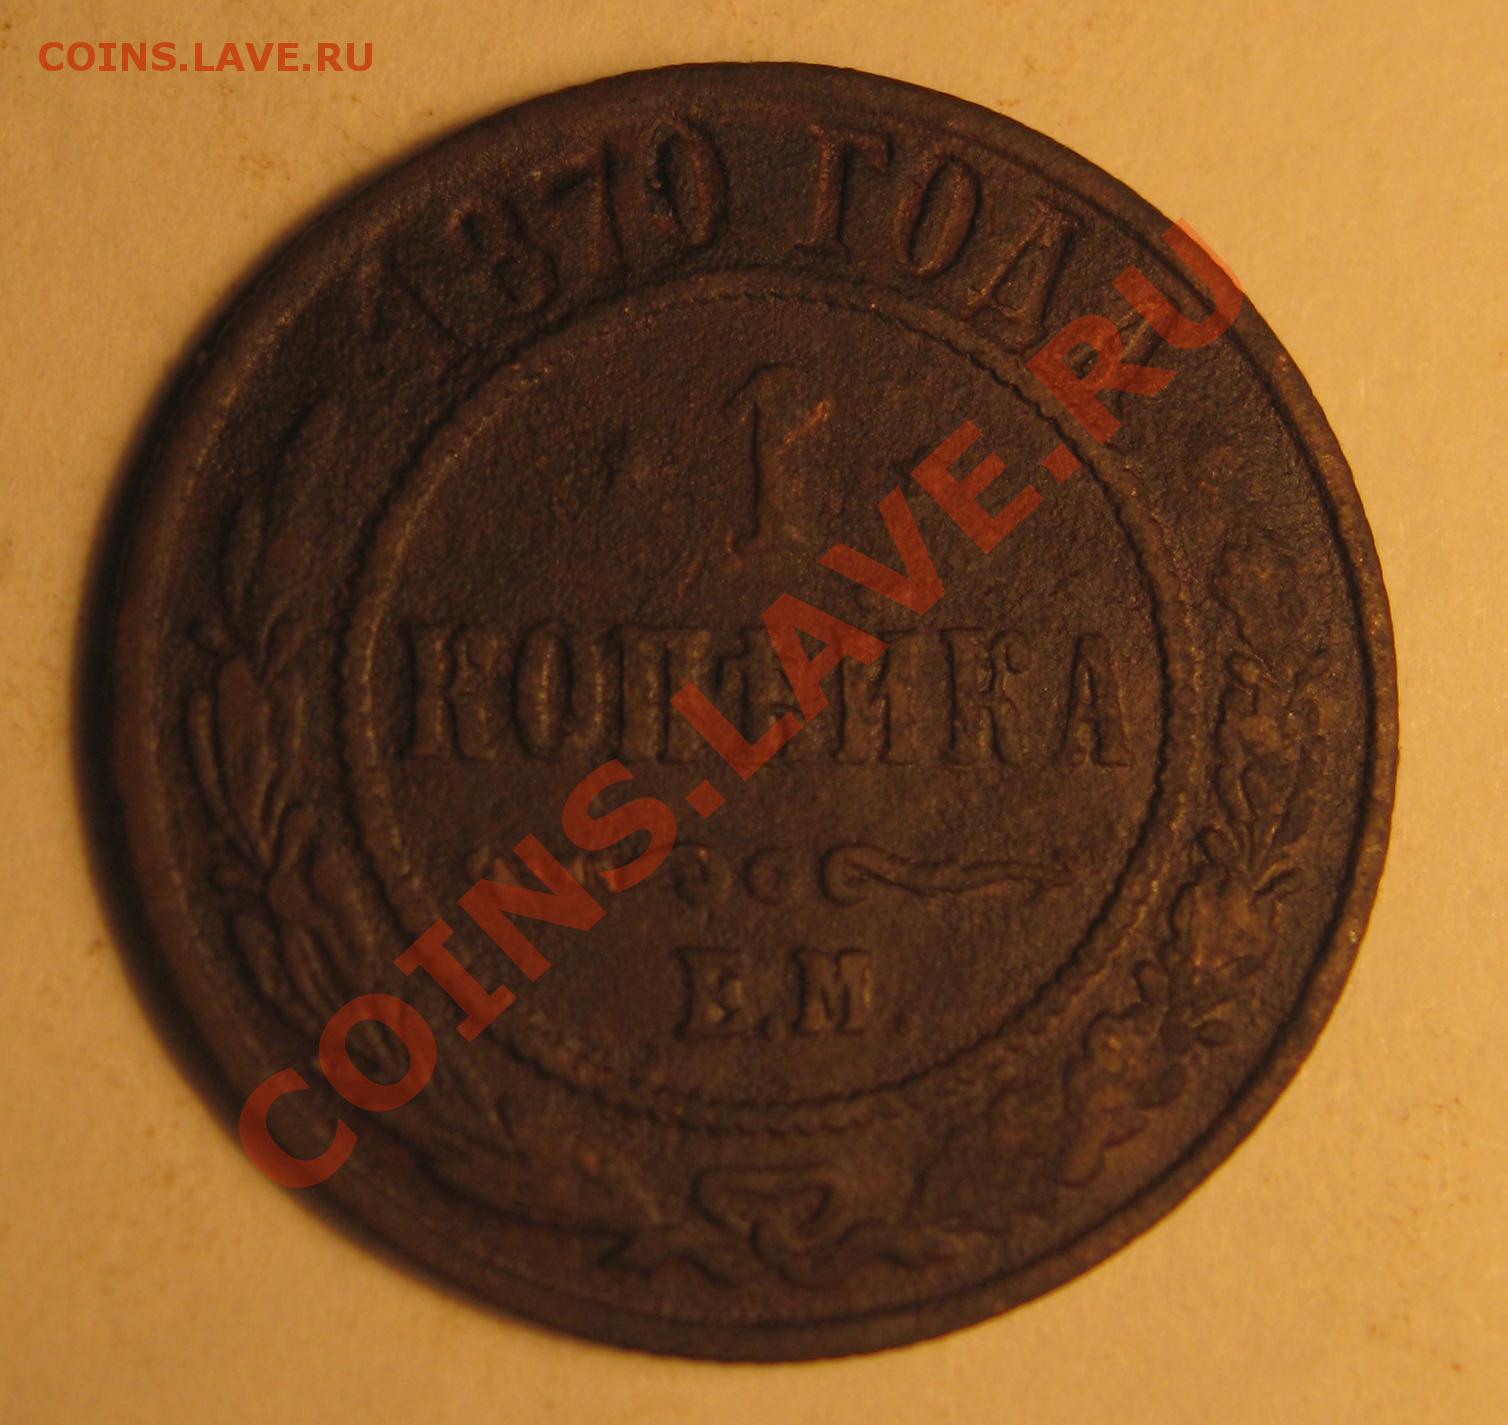 COINS.LAVE.RU
1870 ГОДА
1
КОПѢЙКА
Е.М.
COINS.LAVE.RU